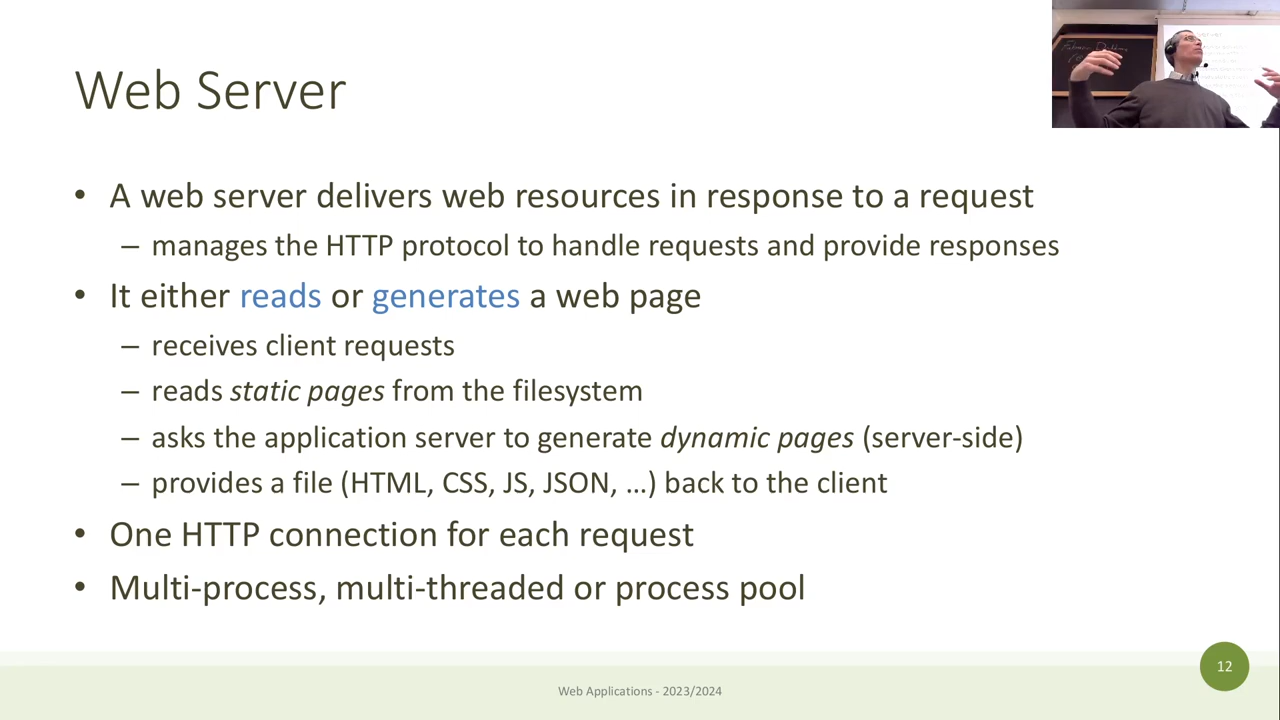 Web Server
• A web server delivers web resources in response to a request
– manages the HTTP protocol to handle requests and provide responses
• It either reads or generates a web page
– receives client requests
– reads static pages from the filesystem
– asks the application server to generate dynamic pages (server-side)
– provides a file (HTML, CSS, JS, JSON, …) back to the client
• One HTTP connection for each request
• Multi-process, multi-threaded or process pool
12
Web Applications - 2023/2024